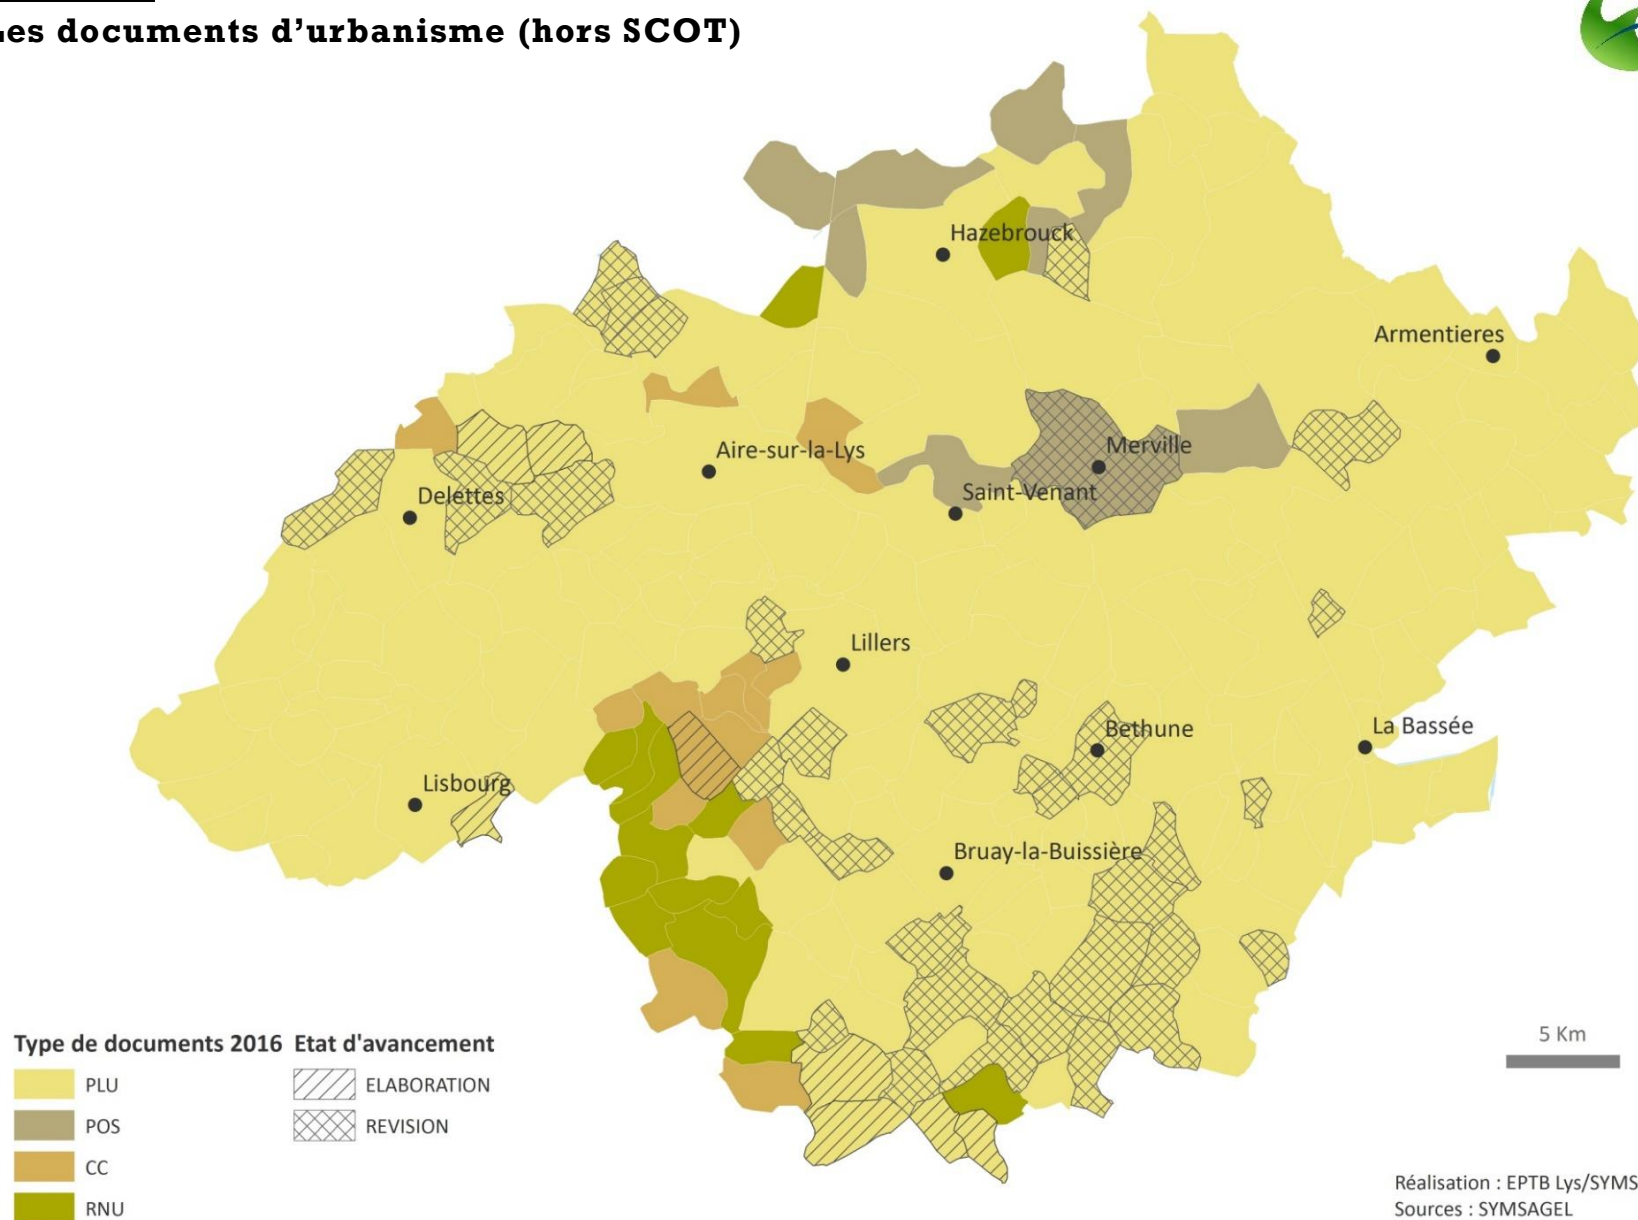 Les documents d’urbanisme (hors SCOT)
Hazebrouck
Armentieres
Merville
Aire-sur-la-Lys
Saint-Venant
Delettes
Lillers
Bethune
La Bassée
Lisbourg
Bruay-la-Buissière
Type de documents 2016 Etat d'avancement
PLU
ELABORATION
POS
REVISION
CC
RNU
5 Km
Réalisation : EPTB Lys/SYMS
Sources : SYMSAGEL